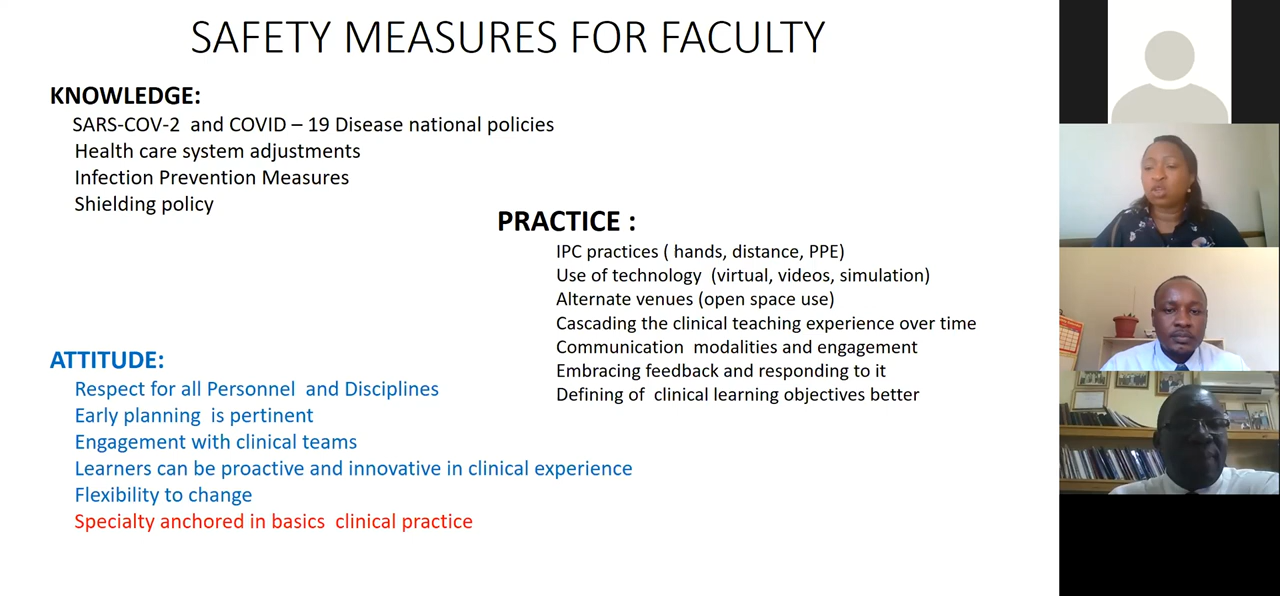 SAFETY MEASURES FOR FACULTY
KNOWLEDGE:
SARS-COV-2 and COVID – 19 Disease national policies
Health care system adjustments
Infection Prevention Measures
Shielding policy
PRACTICE :
IPC practices ( hands, distance, PPE)
Use of technology (virtual, videos, simulation)
Alternate venues (open space use)
Cascading the clinical teaching experience over time
Communication modalities and engagement
Embracing feedback and responding to it
Defining of clinical learning objectives better
ATTITUDE:
Respect for all Personnel and Disciplines
Early planning is pertinent
Engagement with clinical teams
Learners can be proactive and innovative in clinical experience
Flexibility to change
Specialty anchored in basics clinical practice